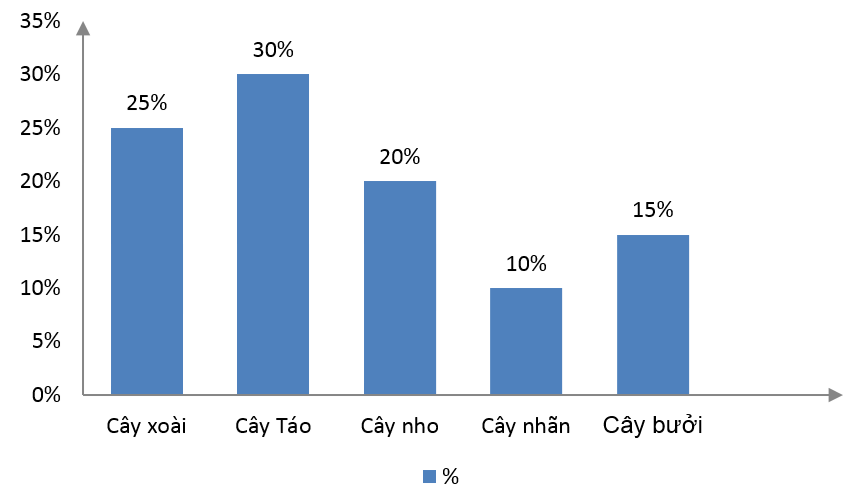 35%
30%
25%
20%
15%
10%
5%
0%
25%
30%
20%
10%
15%
Cây xoài
Cây Táo
Cây nho
Cây nhãn
Cây bưởi
%